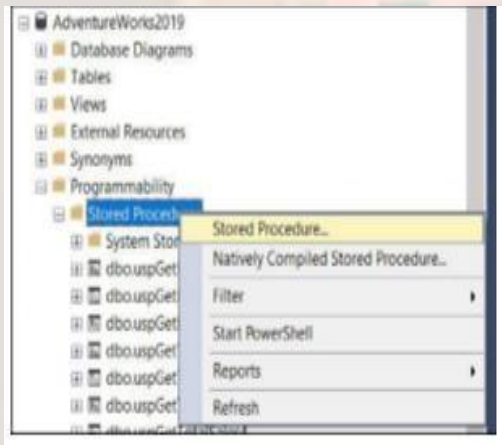 AdventureWorks2019
Database Diagrams
Tables
Views
External Resources
Synonyms
Programmability
Stored Proced
System Stor
dbo.uspGet
dbo.uspGet
dbo.uspGet
dbo.uspGet
dbo.uspGet
dbo.uspGet
Stored Procedure...
Natively Compiled Stored Procedure...
Filter
Start PowerShell
Reports
Refresh